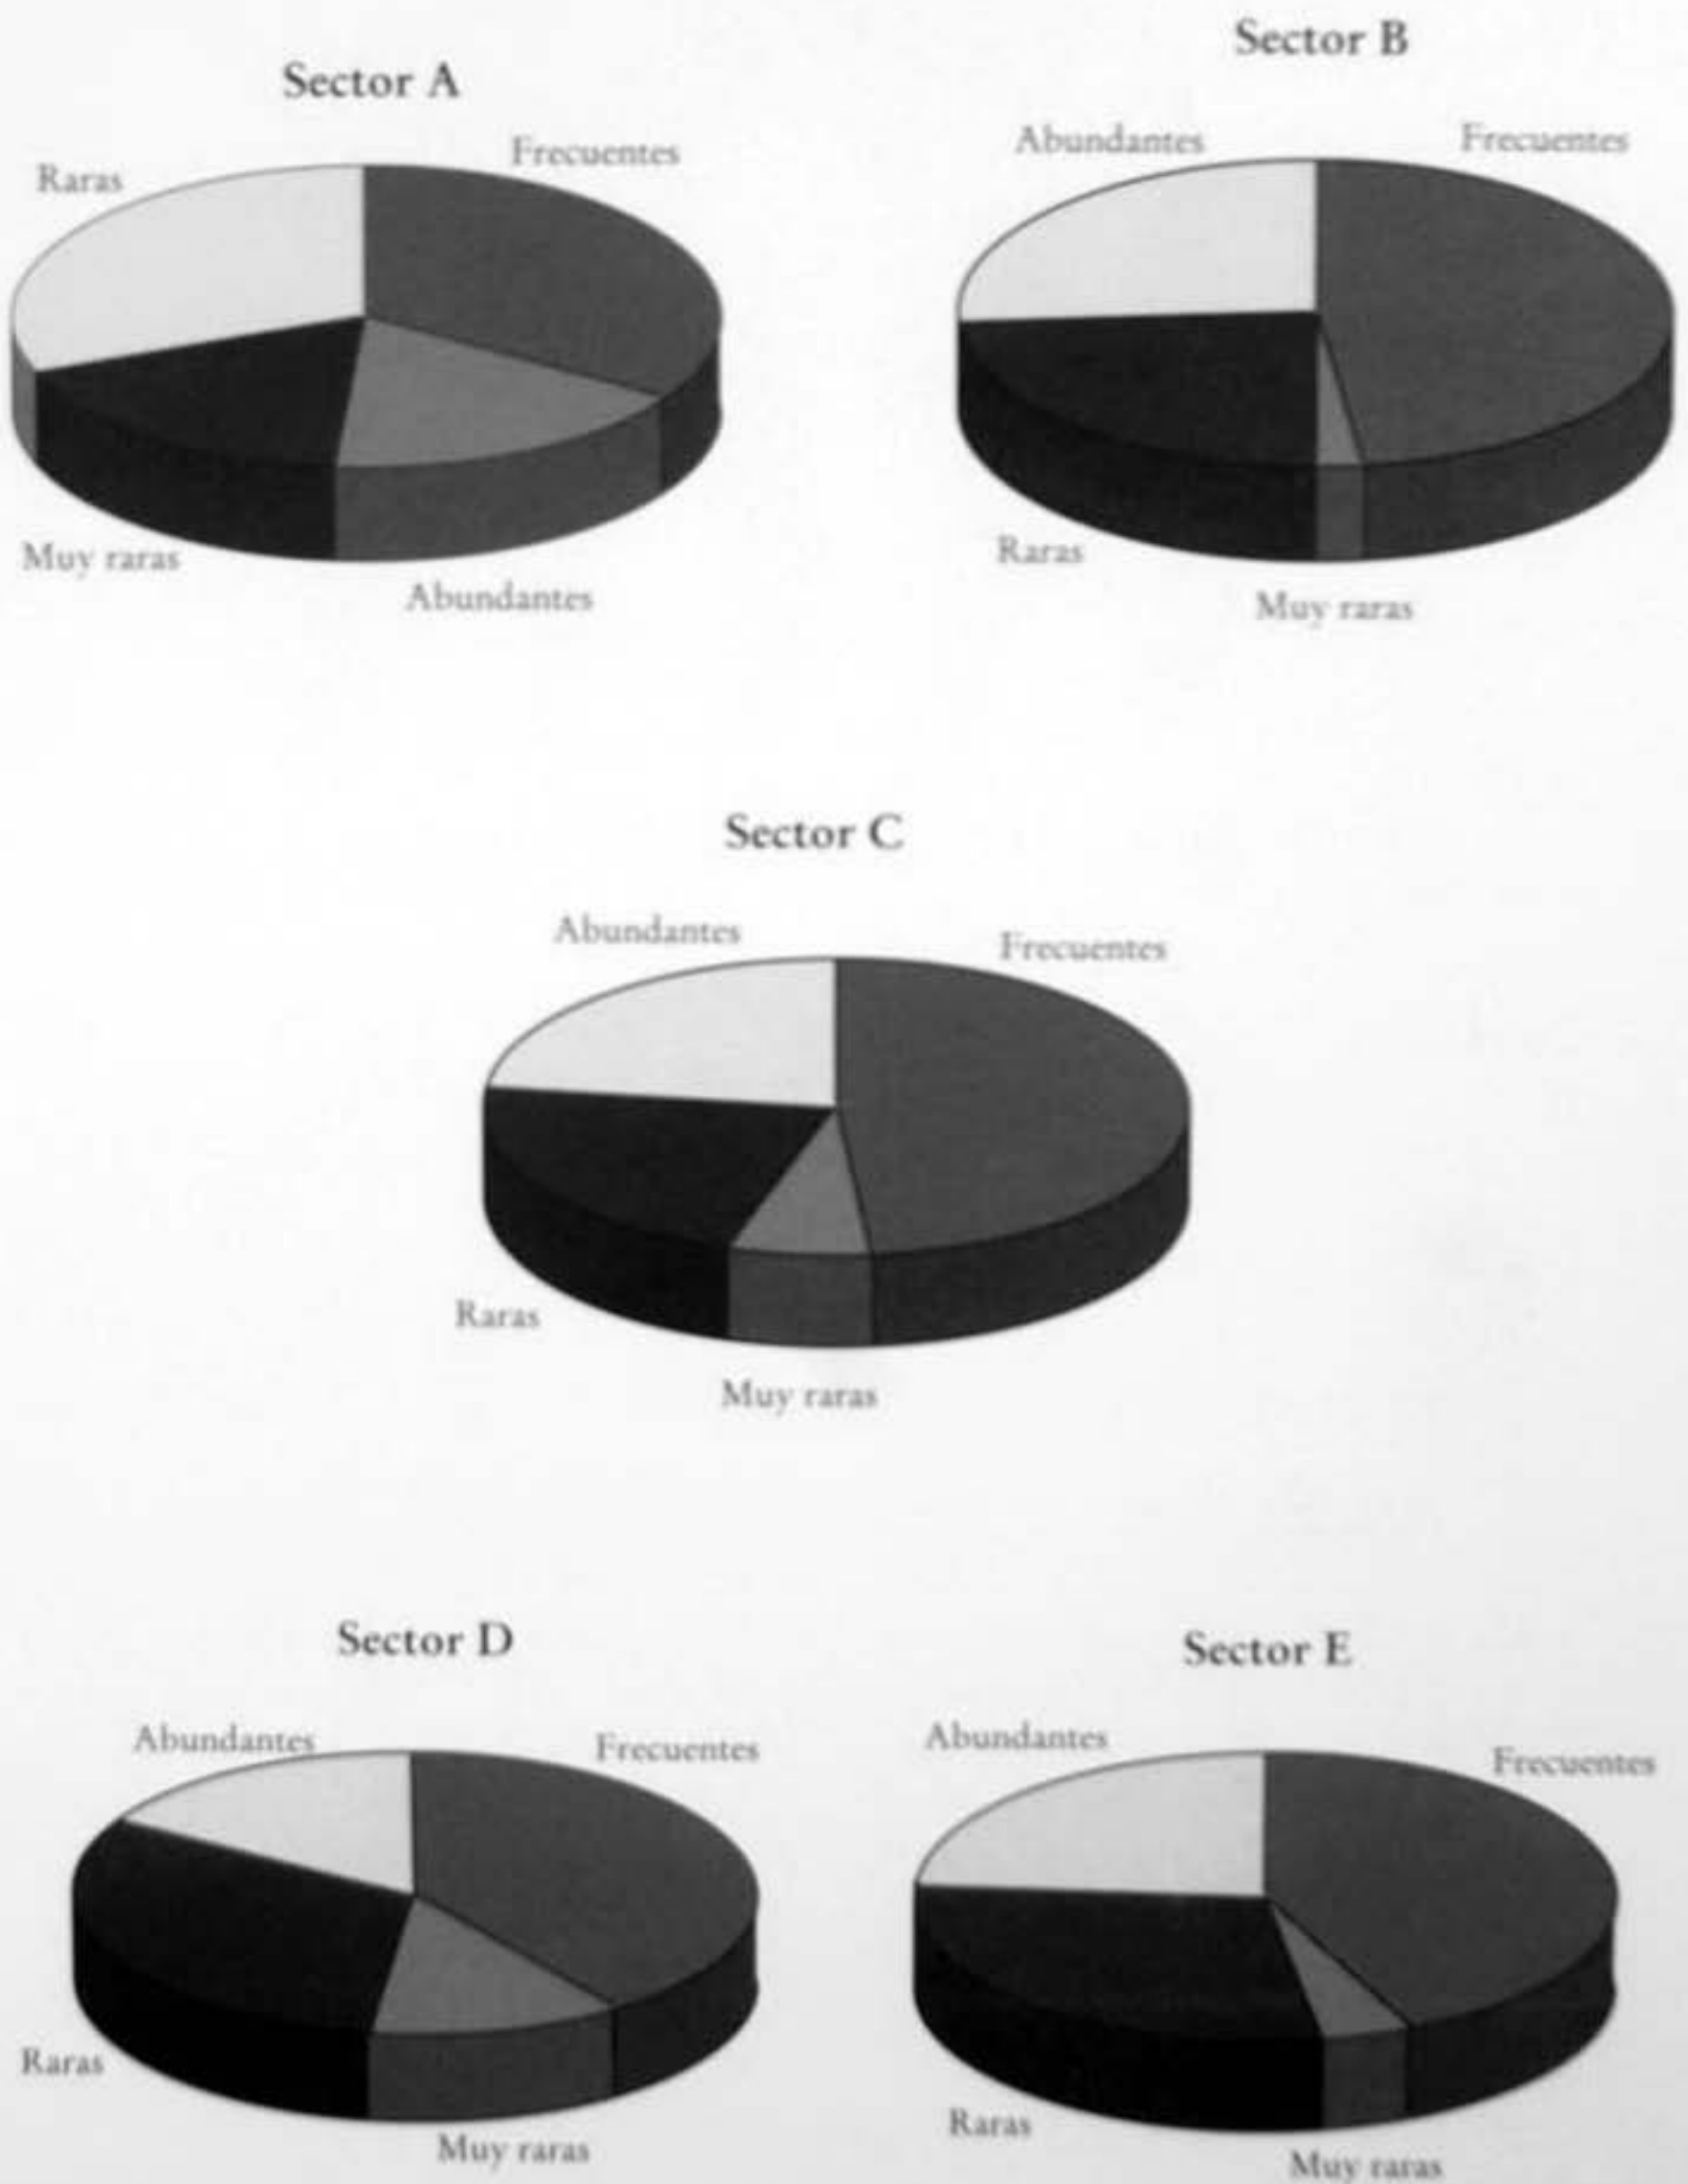 Sector A
Raras
Frecuentes
Muy raras
Abundantes
Sector B
Abundantes
Frecuentes
Raras
Muy raras
Sector C
Abundantes
Frecuentes
Raras
Muy raras
Sector D
Abundantes
Frecuentes
Raras
Muy raras
Sector E
Abundantes
Frecuentes
Raras
Muy raras